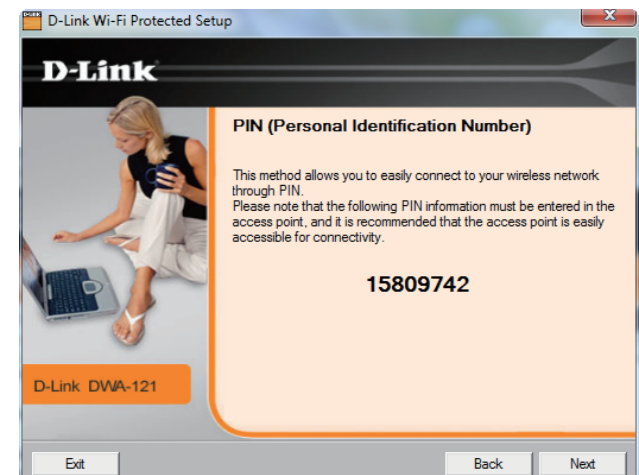 D-Link Wi-Fi Protected Setup
D-Link
PIN (Personal Identification Number)
This method allows you to easily connect to your wireless network
through PIN.
Please note that the following PIN information must be entered in the
access point, and it is recommended that the access point is easily
accessible for connectivity.
15809742
D-Link DWA-121
Exit
Back
Next